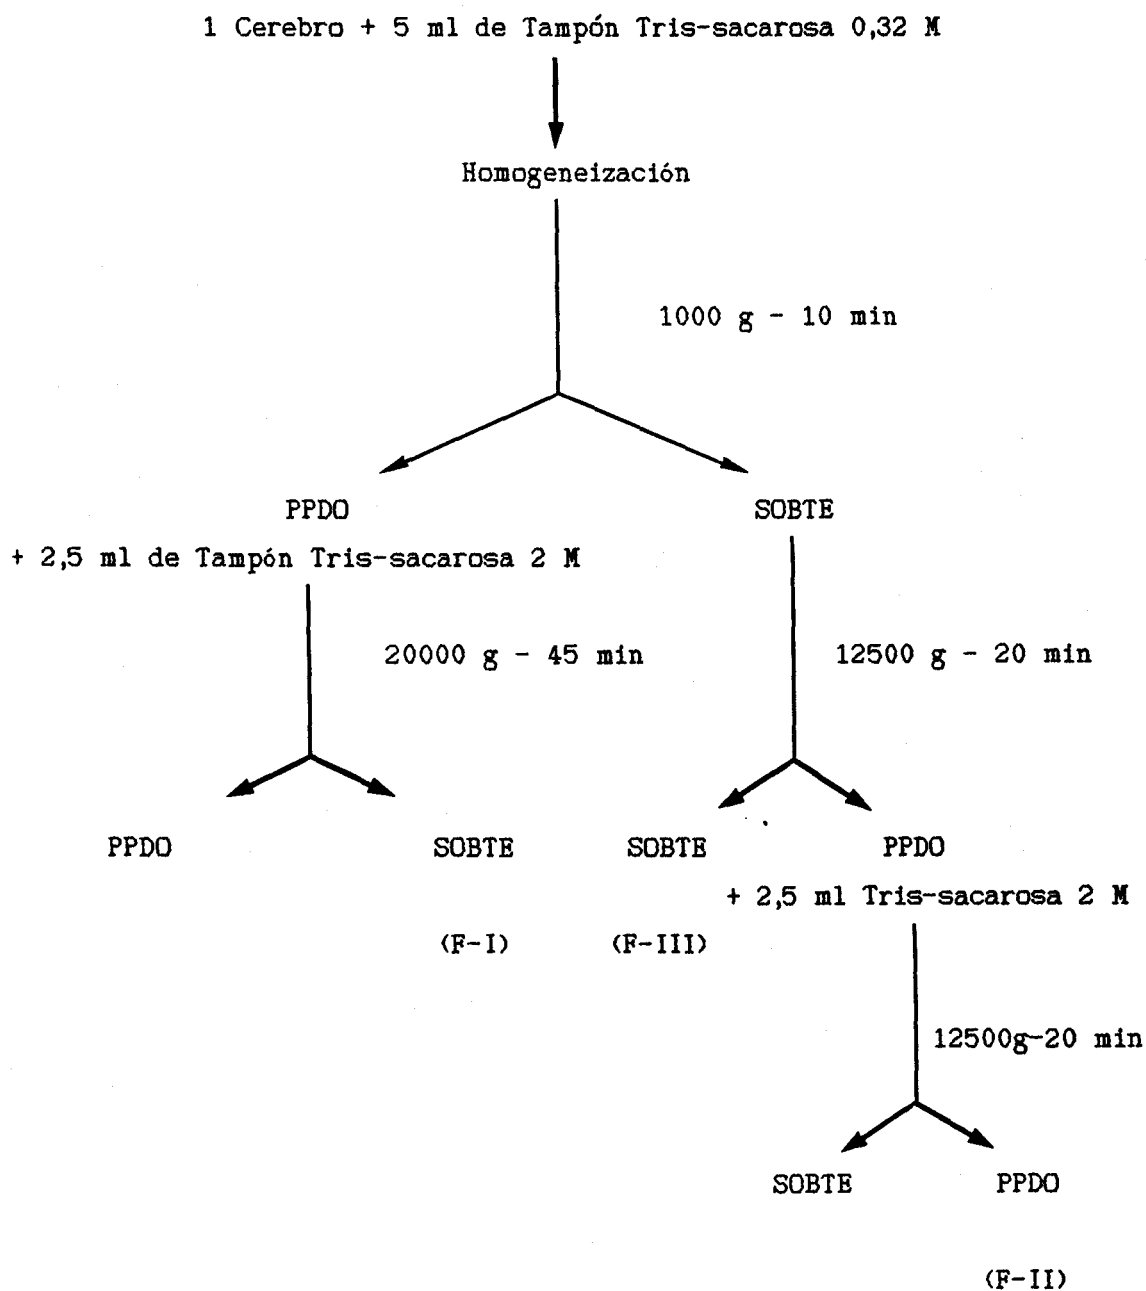 1 Cerebro + 5 ml de Tampón Tris-sacarosa 0,32 M
Homogeneización
1000 g - 10 min
PPDO
SOBTE
+ 2,5 ml de Tampón Tris-sacarosa 2 M
20000 g - 45 min
12500 g - 20 min
PPDO
SOBTE
SOBTE
PPDO
+ 2,5 ml Tris-sacarosa 2 M
(F-I)
(F-III)
12500g-20 min
SOBTE
PPDO
(F-II)